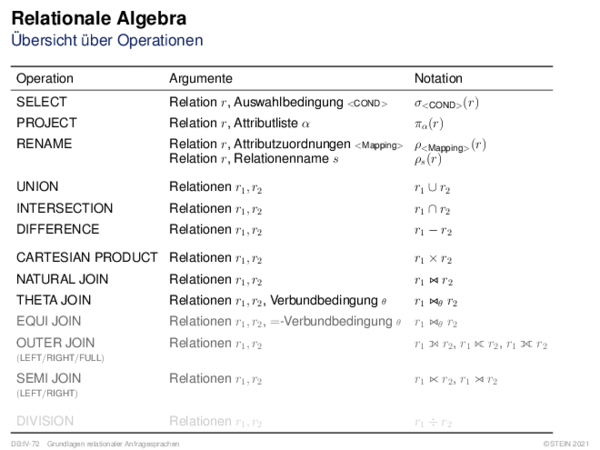 Relationale Algebra
Übersicht über Operationen
Operation Argumente Notation
SELECT Relation r, Auswahlbedingung <COND> σ<COND>(r)
PROJECT Relation r, Attributliste α πα(r)
RENAME Relation r, Attributzuordnungen <Mapping> ρ<Mapping>(r)
Relation r, Relationenname s ρs(r)
UNION Relationen r1, r2 r1 ∪ r2
INTERSECTION Relationen r1, r2 r1 ∩ r2
DIFFERENCE Relationen r1, r2 r1 − r2
CARTESIAN PRODUCT Relationen r1, r2 r1 × r2
NATURAL JOIN Relationen r1, r2 r1 ⋈ r2
THETA JOIN Relationen r1, r2, Verbundbedingung θ r1 ⋈θ r2
EQUI JOIN Relationen r1, r2, =-Verbundbedingung θ r1 ⋈θ r2
OUTER JOIN Relationen r1, r2 r1 ⟕ r2, r1 ⟖ r2, r1 ⟗ r2
(LEFT/RIGHT/FULL)
SEMI JOIN Relationen r1, r2 r1 ⋉ r2, r1 ⋊ r2
(LEFT/RIGHT)
DIVISION Relationen r1, r2 r1 ÷ r2
DB:IV-72 Grundlagen relationaler Anfragesprachen ©STEIN 2021